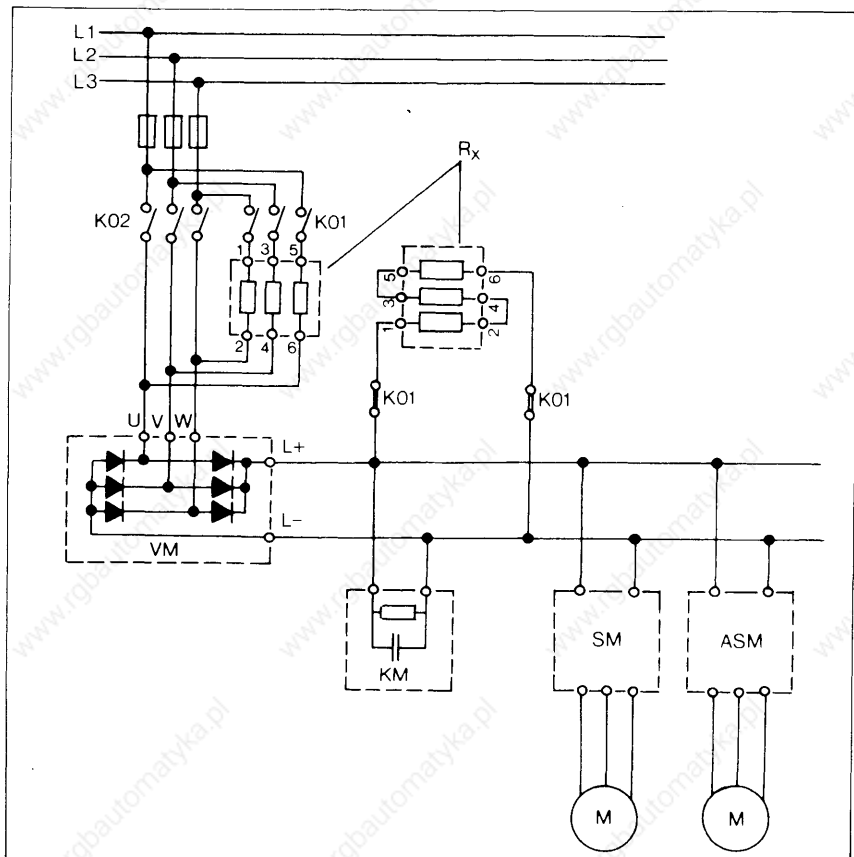 L1
L2
L3
Rx
K02 K01
1 3 5
2 4 6
5 6
3 4
1 2
K01 K01
U V W
L+
L-
VM
KM
SM ASM
M M
www.rgbautomatyka.pl